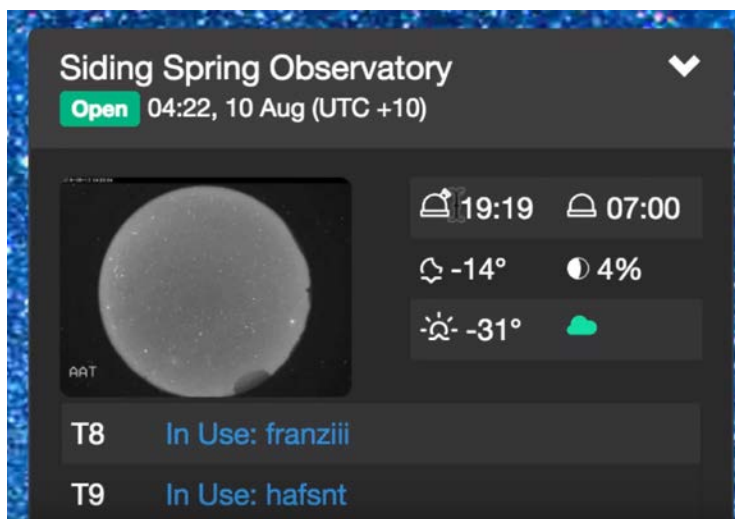 Siding Spring Observatory
Open 04:22, 10 Aug (UTC +10)
19:19 07:00
-14° 4%
-31°
AAT
T8 In Use: franziii
T9 In Use: hafsnt